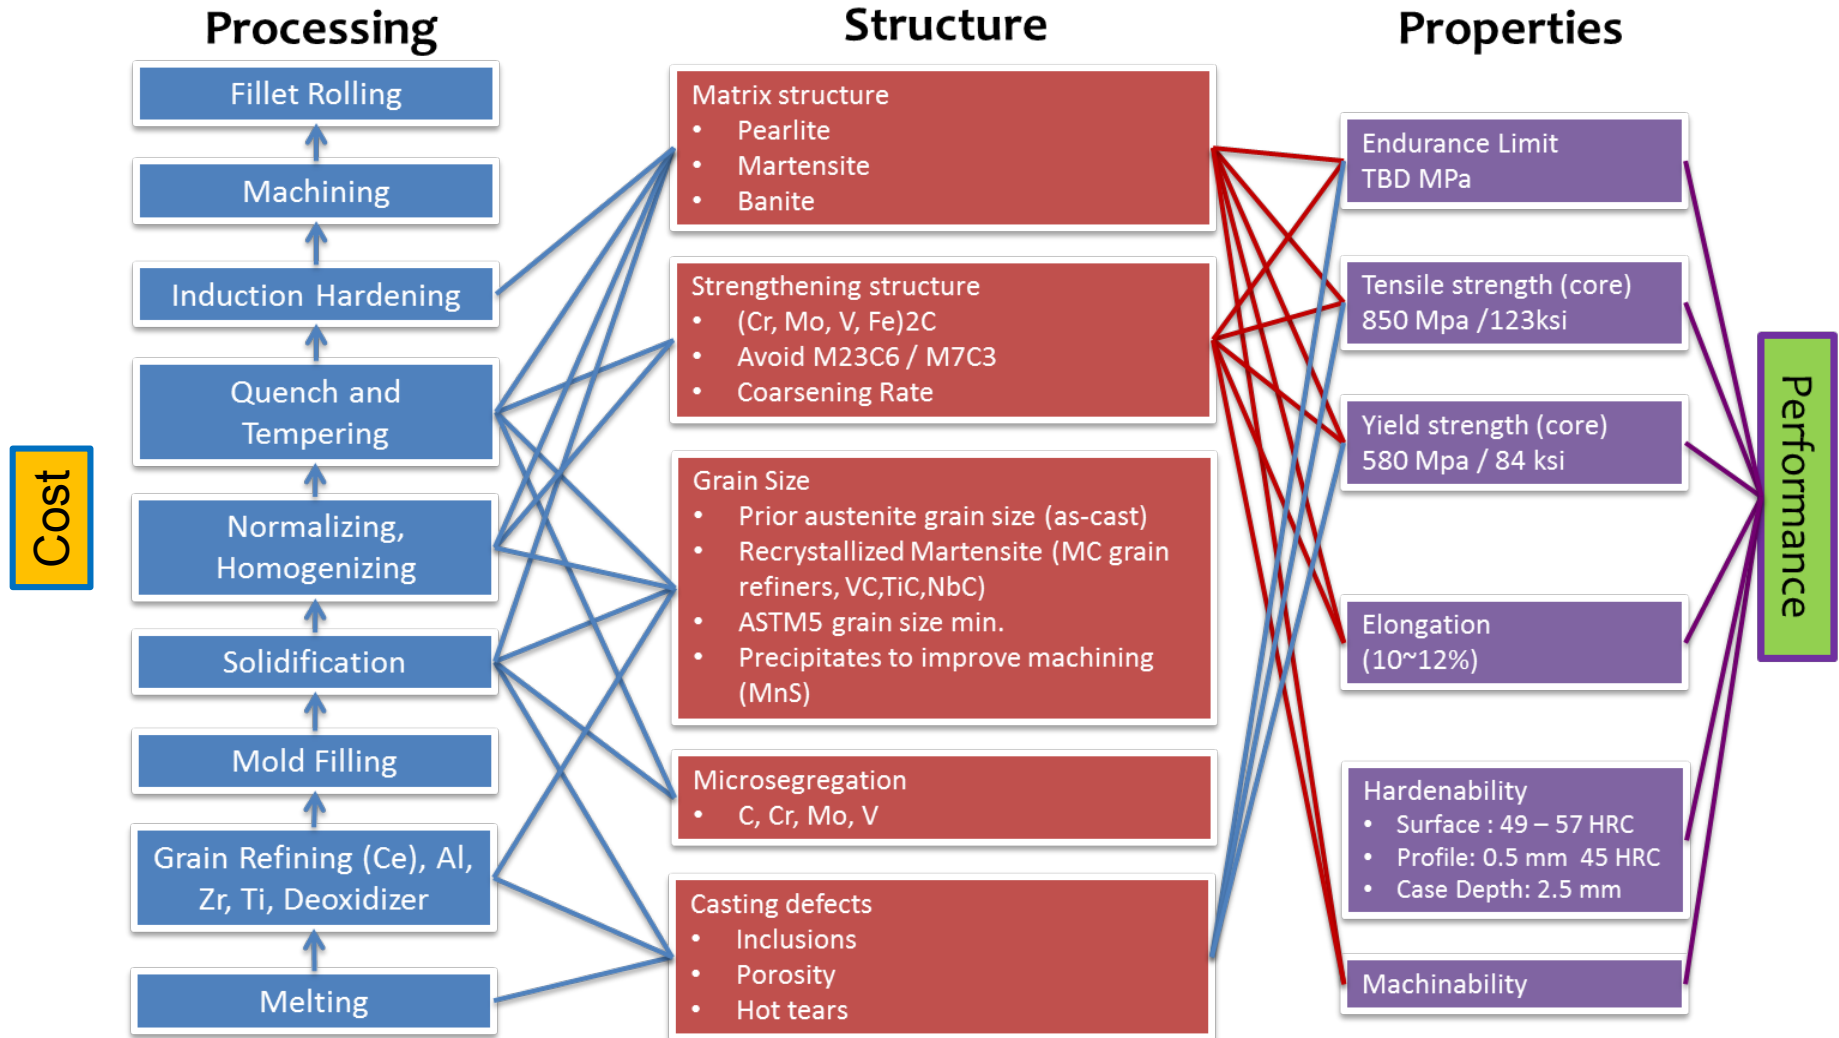 Processing
Structure
Properties
Cost
Fillet Rolling
Machining
Induction Hardening
Quench and
Tempering
Normalizing,
Homogenizing
Solidification
Mold Filling
Grain Refining (Ce), Al,
Zr, Ti, Deoxidizer
Melting
Matrix structure
• Pearlite
• Martensite
• Banite
Strengthening structure
• (Cr, Mo, V, Fe)2C
• Avoid M23C6 / M7C3
• Coarsening Rate
Grain Size
• Prior austenite grain size (as-cast)
• Recrystallized Martensite (MC grain
refiners, VC,TiC,NbC)
• ASTM5 grain size min.
• Precipitates to improve machining
(MnS)
Microsegregation
• C, Cr, Mo, V
Casting defects
• Inclusions
• Porosity
• Hot tears
Endurance Limit
TBD MPa
Tensile strength (core)
850 Mpa /123ksi
Yield strength (core)
580 Mpa / 84 ksi
Elongation
(10~12%)
Hardenability
• Surface : 49 – 57 HRC
• Profile: 0.5 mm 45 HRC
• Case Depth: 2.5 mm
Machinability
Performance